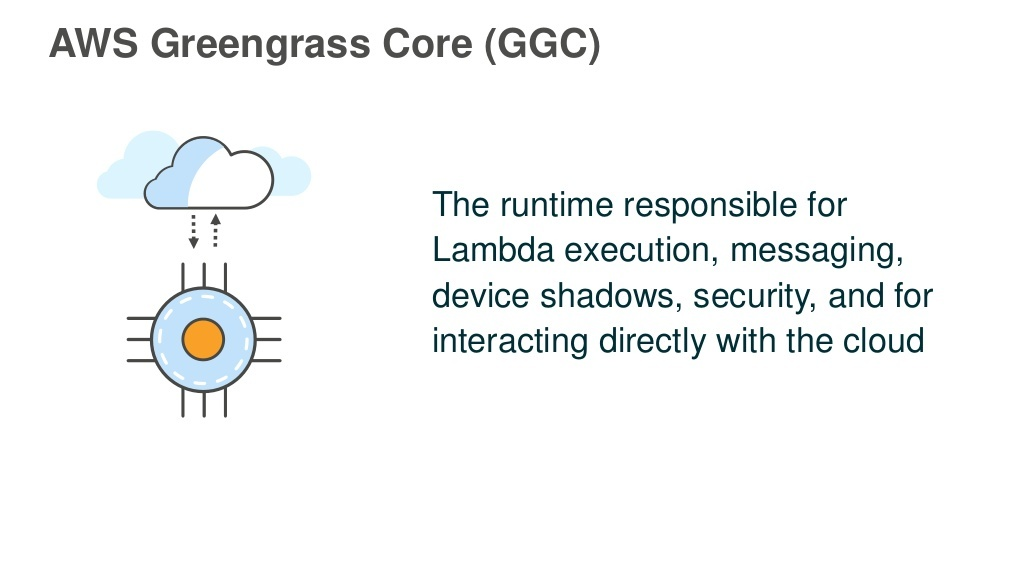 AWS Greengrass Core (GGC)
The runtime responsible for
Lambda execution, messaging,
device shadows, security, and for
interacting directly with the cloud